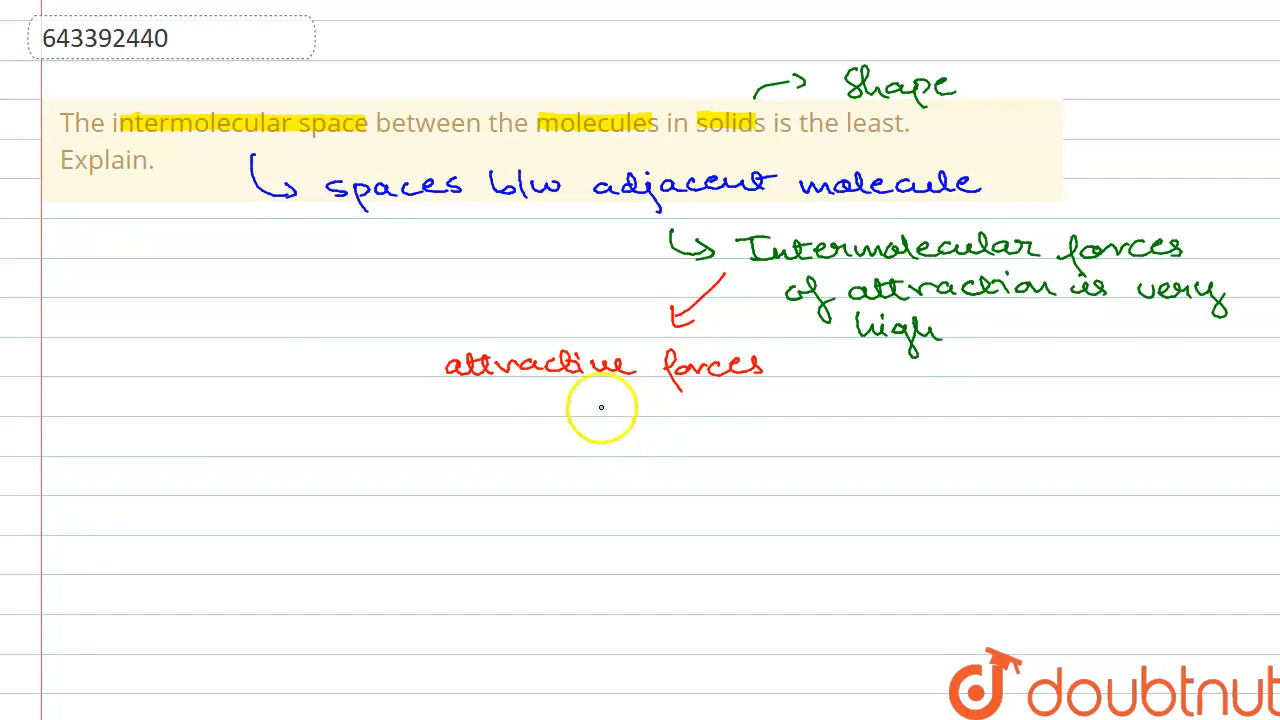 643392440
Shape
The intermolecular space between the molecules in solids is the least.
Explain.
spaces b/w adjacent molecule
Intermolecular forces
of attraction is very
high
attractive forces
doubtnut